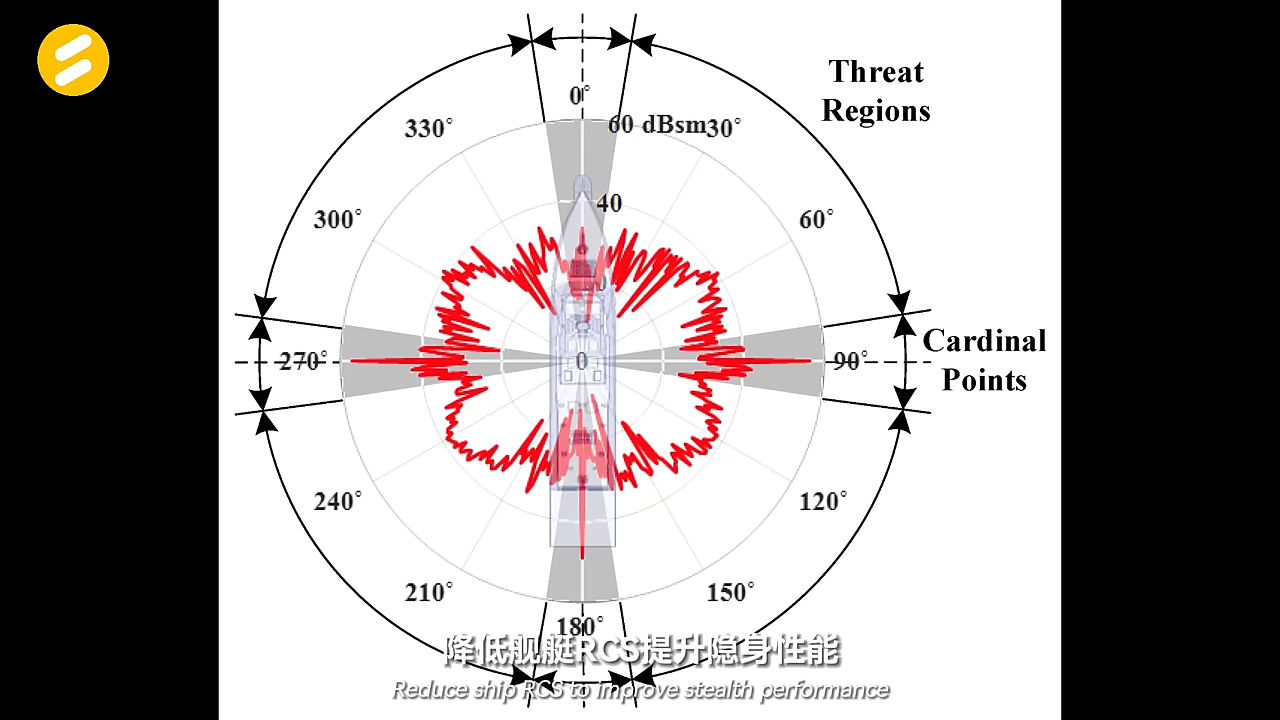 Threat
Regions
0°
60 dBsm
30°
330°
40
300°
60°
Cardinal
Points
270°
0
90°
240°
120°
210°
150°
180°
降低舰艇RCS提升隐身性能
Reduce ship RCS to improve stealth performance